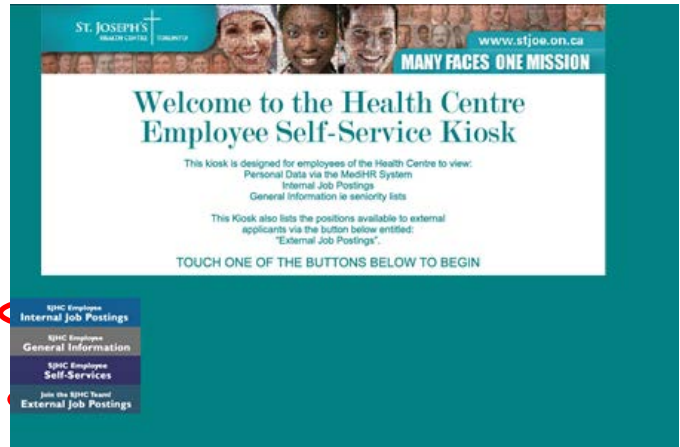 ST. JOSEPH'S
HEALTH CENTRE TORONTO
www.stjoe.on.ca
MANY FACES ONE MISSION
Welcome to the Health Centre
Employee Self-Service Kiosk
This kiosk is designed for employees of the Health Centre to view:
Personal Data via the MediHR System
Internal Job Postings
General Information ie seniority lists
This Kiosk also lists the positions available to external
applicants via the button below entitled:
"External Job Postings".
TOUCH ONE OF THE BUTTONS BELOW TO BEGIN
SJHC Employee
Internal Job Postings
SJHC Employee
General Information
SJHC Employee
Self-Services
Join the SJHC Team!
External Job Postings